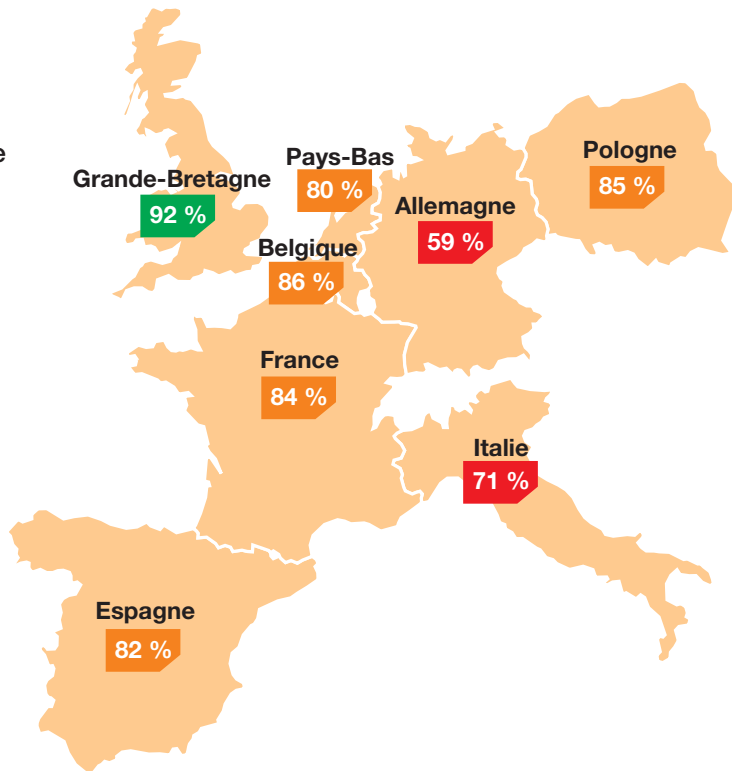 e
Pays-Bas
80 %
Pologne
85 %
Grande-Bretagne
92 %
Allemagne
59 %
Belgique
86 %
France
84 %
Italie
71 %
Espagne
82 %